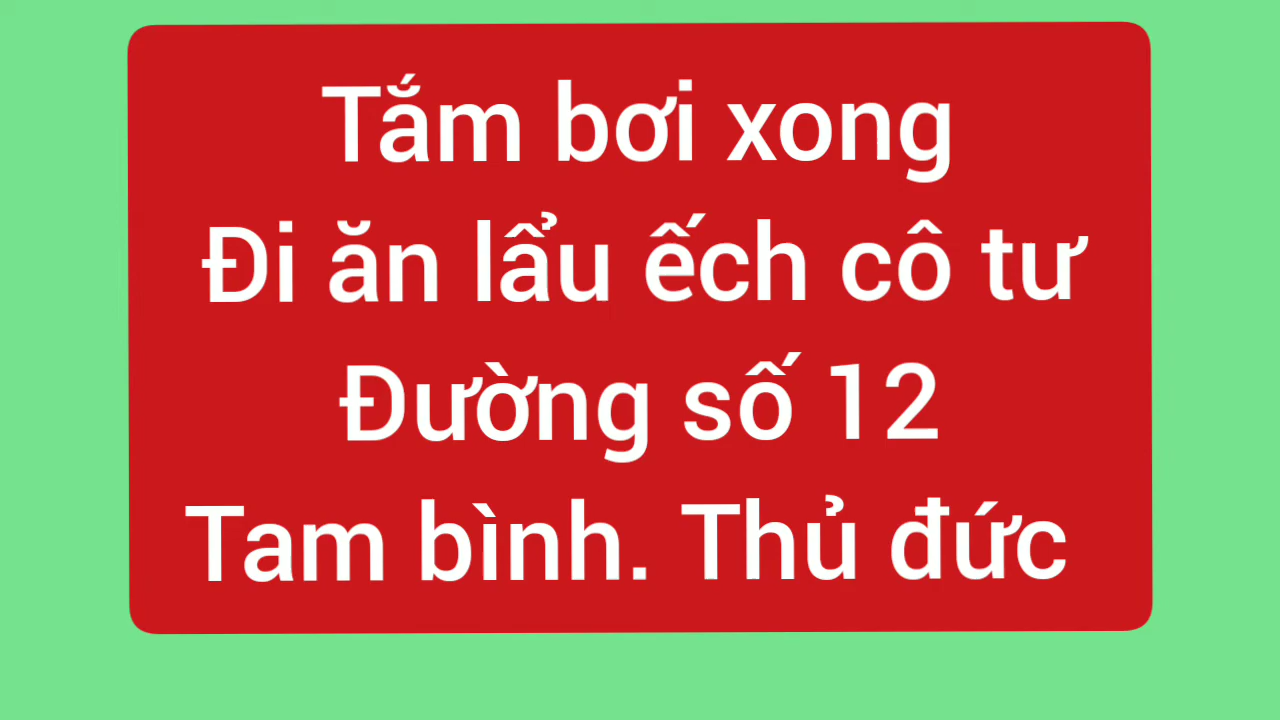 Tắm bơi xong
Đi ăn lẩu ếch cô tư
Đường số 12
Tam bình. Thủ đức